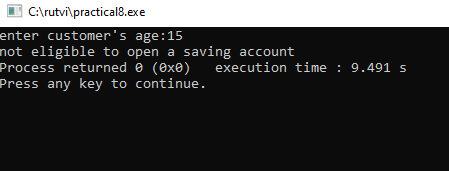 C:\rutvi\practical8.exe
enter customer's age:15
not eligible to open a saving account
Process returned 0 (0x0)   execution time : 9.491 s
Press any key to continue.